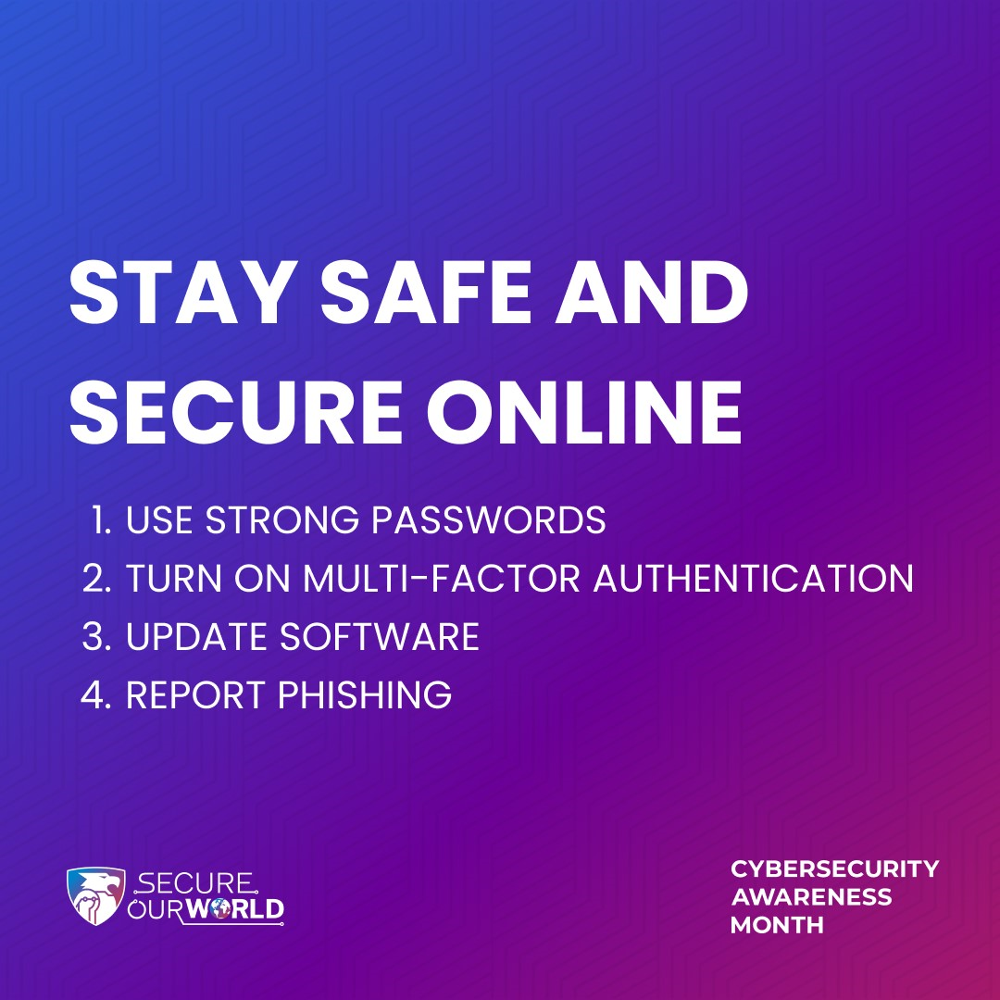 STAY SAFE AND
SECURE ONLINE
1. USE STRONG PASSWORDS
2. TURN ON MULTI-FACTOR AUTHENTICATION
3. UPDATE SOFTWARE
4. REPORT PHISHING
SECURE
OUR WORLD
CYBERSECURITY
AWARENESS
MONTH